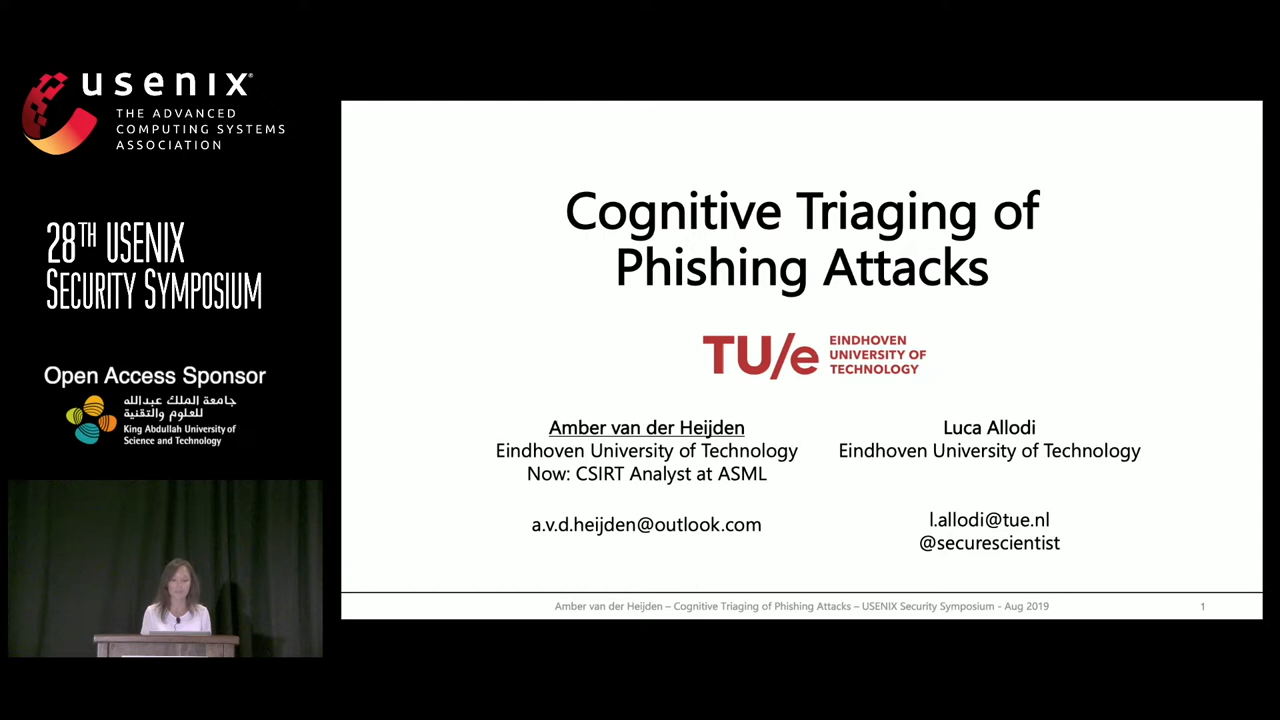 usenix
THE ADVANCED
COMPUTING SYSTEMS
ASSOCIATION
28TH USENIX
SECURITY SYMPOSIUM
Open Access Sponsor
جامعة الملك عبدالله
للعلوم والتقنية
King Abdullah University of
Science and Technology
Cognitive Triaging of
Phishing Attacks
TU/e
EINDHOVEN
UNIVERSITY OF
TECHNOLOGY
Amber van der Heijden
Eindhoven University of Technology
Now: CSIRT Analyst at ASML
a.v.d.heijden@outlook.com
Luca Allodi
Eindhoven University of Technology
l.allodi@tue.nl
@securescientist
Amber van der Heijden – Cognitive Triaging of Phishing Attacks – USENIX Security Symposium - Aug 2019
1